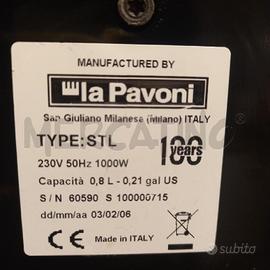 MANUFACTURED BY
la Pavoni
San Giuliano Milanese (Milano) ITALY
MERCATINO
TYPE:STL
100 years
230V 50Hz 1000W
Capacità 0,8 L - 0,21 gal US
S/N 60590 S 100000715
dd/mm/aa 03/02/06
Made in ITALY
CE
subito